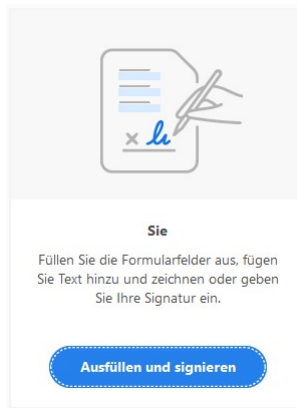 Sie
Füllen Sie die Formularfelder aus, fügen
Sie Text hinzu und zeichnen oder geben
Sie Ihre Signatur ein.
Ausfüllen und signieren